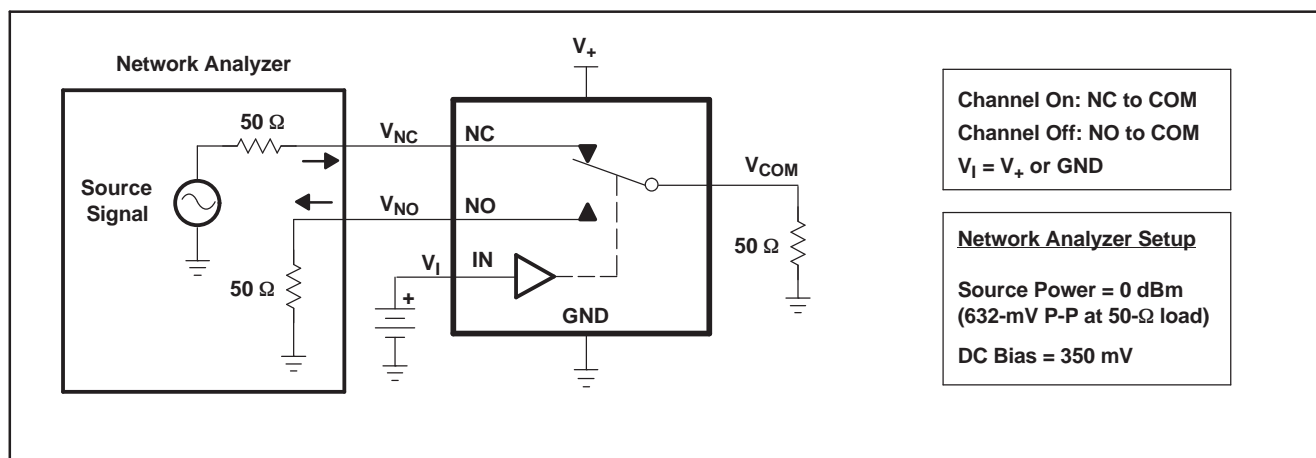 V+
Network Analyzer
50 Ω
VNC
NC
Source
Signal
VNO
NO
50 Ω
VI
IN
+
GND
VCOM
50 Ω
Channel On: NC to COM
Channel Off: NO to COM
VI = V+ or GND
Network Analyzer Setup
Source Power = 0 dBm
(632-mV P-P at 50-Ω load)
DC Bias = 350 mV